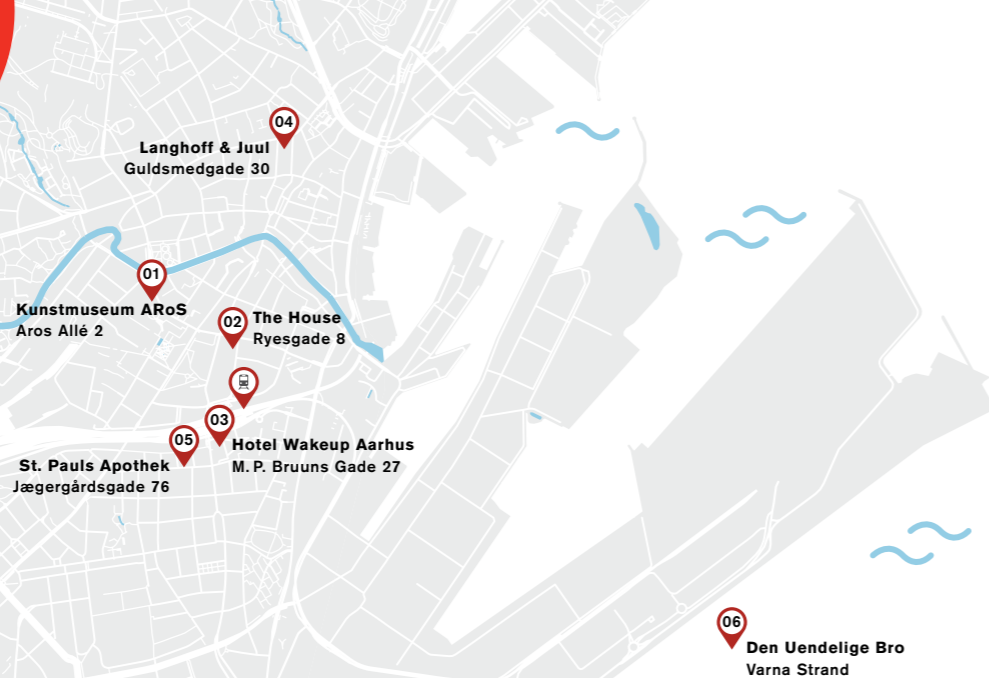 04
Langhoff & Juul
Guldsmedgade 30
01
Kunstmuseum ARoS
Aros Allé 2
02
The House
Ryesgade 8
03
Hotel Wakeup Aarhus
M. P. Bruuns Gade 27
05
St. Pauls Apothek
Jægergårdsgade 76
06
Den Uendelige Bro
Varna Strand